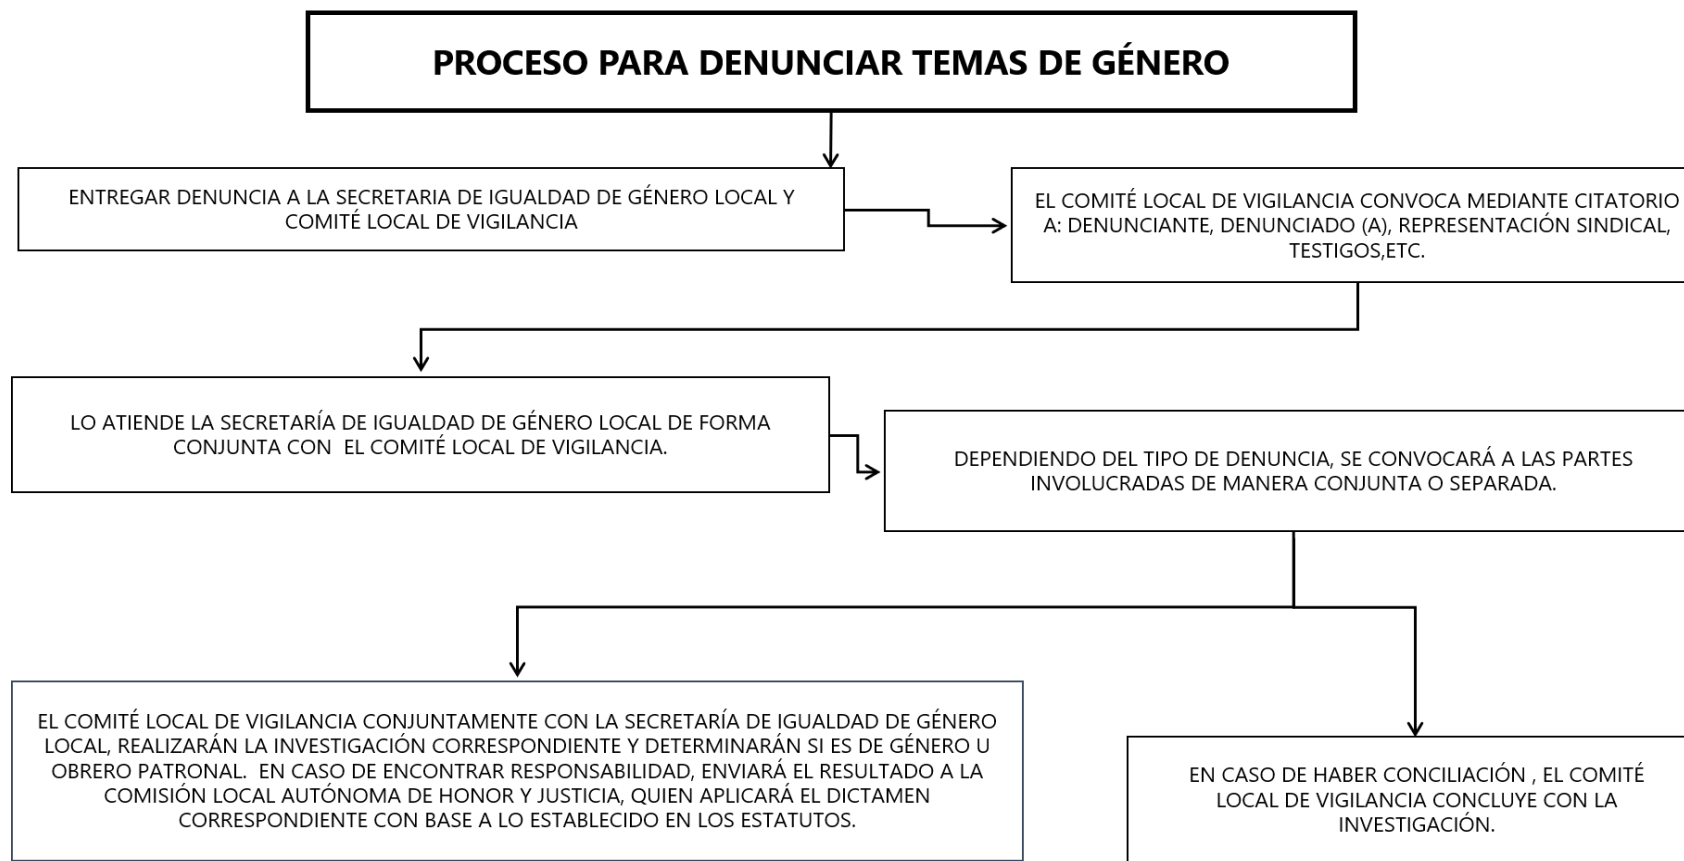 PROCESO PARA DENUNCIAR TEMAS DE GÉNERO
ENTREGAR DENUNCIA A LA SECRETARIA DE IGUALDAD DE GÉNERO LOCAL Y
COMITÉ LOCAL DE VIGILANCIA
EL COMITÉ LOCAL DE VIGILANCIA CONVOCA MEDIANTE CITATORIO
A: DENUNCIANTE, DENUNCIADO (A), REPRESENTACIÓN SINDICAL,
TESTIGOS,ETC.
LO ATIENDE LA SECRETARÍA DE IGUALDAD DE GÉNERO LOCAL DE FORMA
CONJUNTA CON EL COMITÉ LOCAL DE VIGILANCIA.
DEPENDIENDO DEL TIPO DE DENUNCIA, SE CONVOCARÁ A LAS PARTES
INVOLUCRADAS DE MANERA CONJUNTA O SEPARADA.
EL COMITÉ LOCAL DE VIGILANCIA CONJUNTAMENTE CON LA SECRETARÍA DE IGUALDAD DE GÉNERO
LOCAL, REALIZARÁN LA INVESTIGACIÓN CORRESPONDIENTE Y DETERMINARÁN SI ES DE GÉNERO U
OBRERO PATRONAL. EN CASO DE ENCONTRAR RESPONSABILIDAD, ENVIARÁ EL RESULTADO A LA
COMISIÓN LOCAL AUTÓNOMA DE HONOR Y JUSTICIA, QUIEN APLICARÁ EL DICTAMEN
CORRESPONDIENTE CON BASE A LO ESTABLECIDO EN LOS ESTATUTOS.
EN CASO DE HABER CONCILIACIÓN , EL COMITÉ
LOCAL DE VIGILANCIA CONCLUYE CON LA
INVESTIGACIÓN.